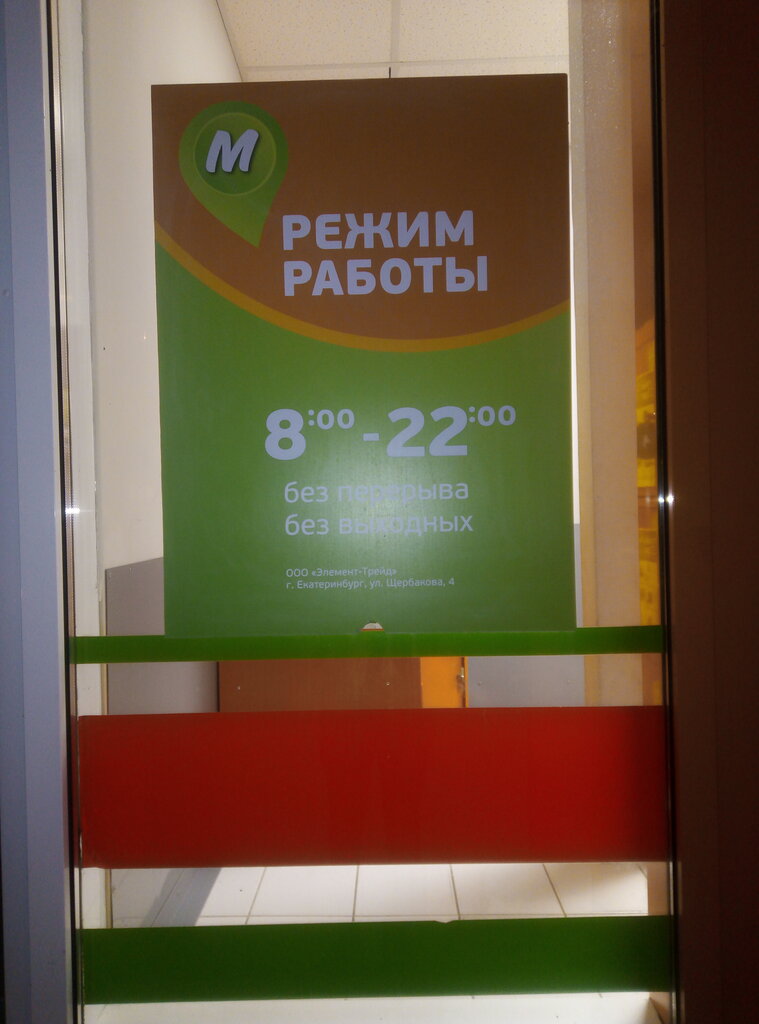 М
РЕЖИМ
РАБОТЫ
8:00 - 22:00
без перерыва
без выходных
ООО «Элемент-Трейд»
г. Екатеринбург, ул. Щербакова, 4